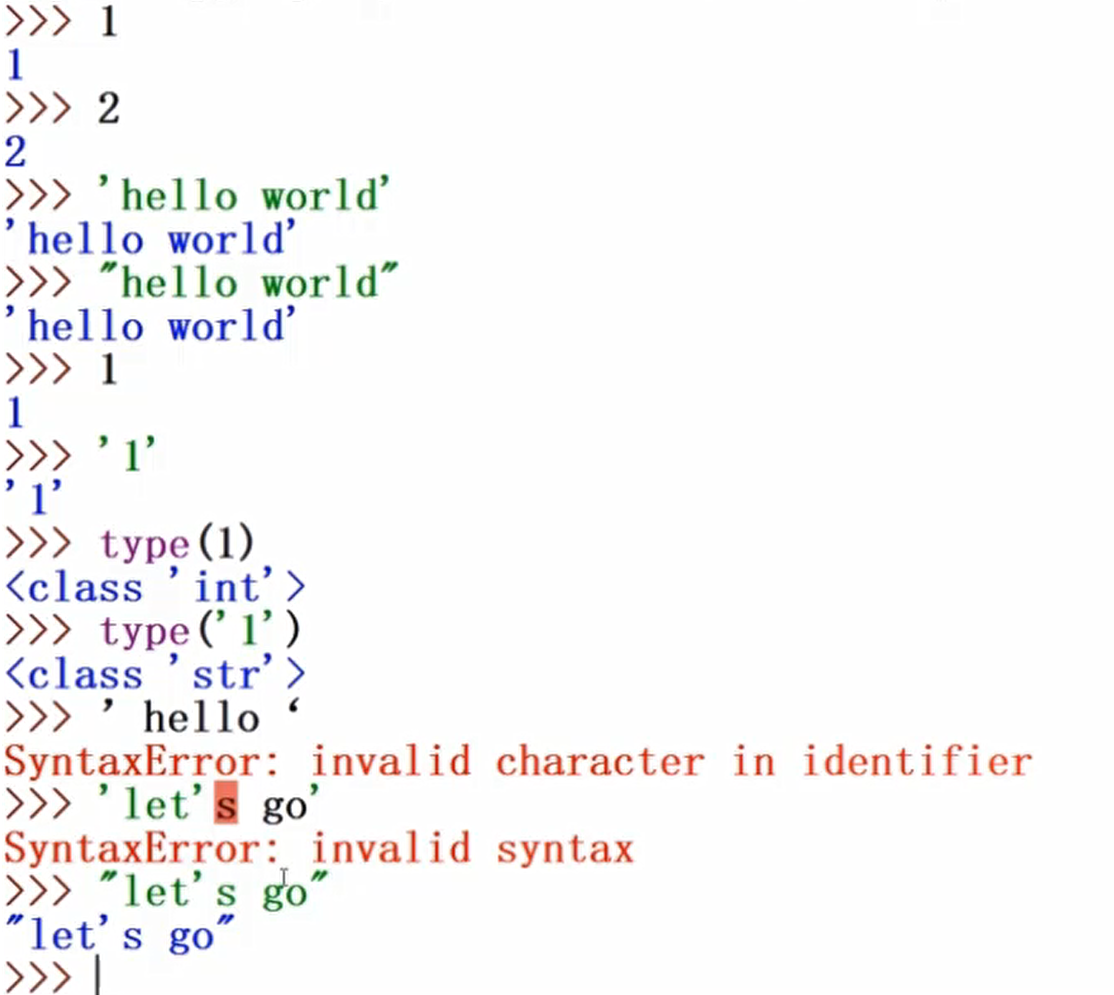 >>> 1
1
>>> 2
2
>>> 'hello world'
'hello world'
>>> "hello world"
'hello world'
>>> 1
1
>>> '1'
'1'
>>> type(1)
<class 'int'>
>>> type('1')
<class 'str'>
>>> ’ hello ‘
SyntaxError: invalid character in identifier
>>> 'let's go'
SyntaxError: invalid syntax
>>> "let's go"
"let's go"
>>>